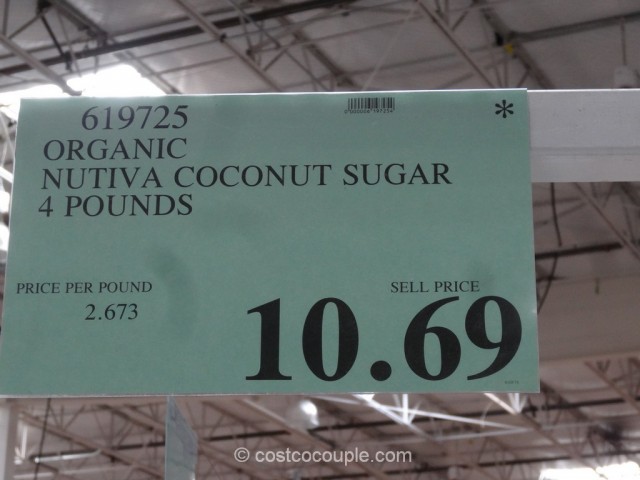 619725
*
ORGANIC
NUTIVA COCONUT SUGAR
4 POUNDS
PRICE PER POUND
2.673
SELL PRICE
10.69
© costcocouple.com